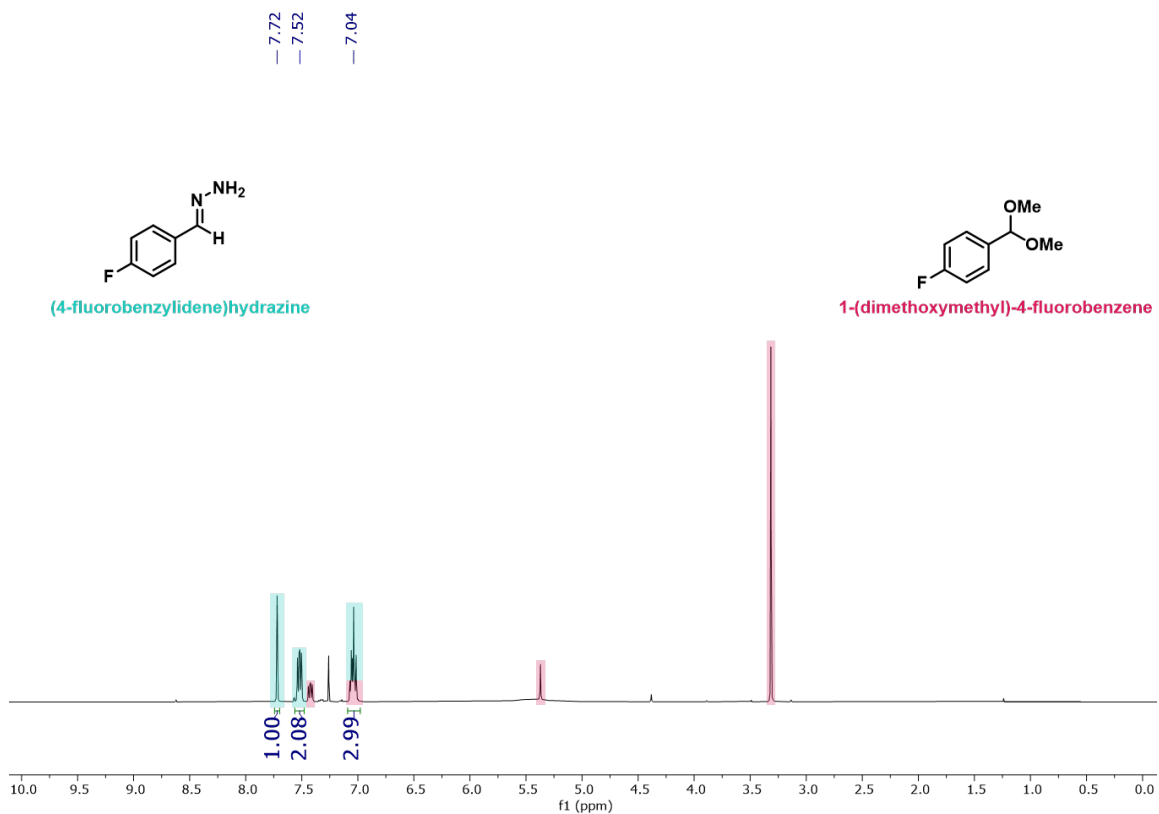 — 7.72
— 7.52
— 7.04
N
NH2
H
F
(4-fluorobenzylidene)hydrazine
OMe
OMe
F
1-(dimethoxymethyl)-4-fluorobenzene
1.00
2.08
2.99
10.0 9.5 9.0 8.5 8.0 7.5 7.0 6.5 6.0 5.5 5.0 4.5 4.0 3.5 3.0 2.5 2.0 1.5 1.0 0.5 0.0
f1 (ppm)